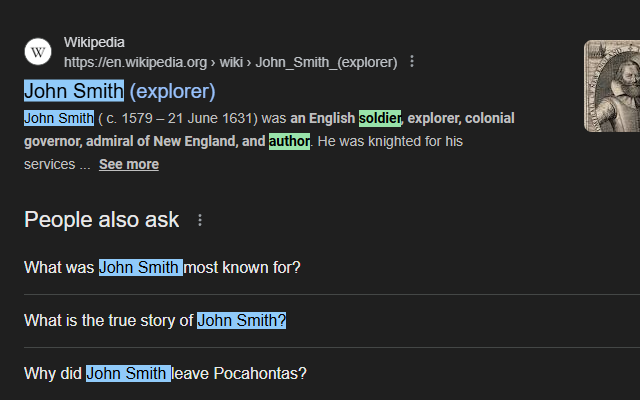 Wikipedia
https://en.wikipedia.org › wiki › John_Smith_(explorer)
John Smith (explorer)
John Smith ( c. 1579 – 21 June 1631) was an English soldier, explorer, colonial
governor, admiral of New England, and author. He was knighted for his
services ... See more
People also ask
What was John Smith most known for?
What is the true story of John Smith?
Why did John Smith leave Pocahontas?